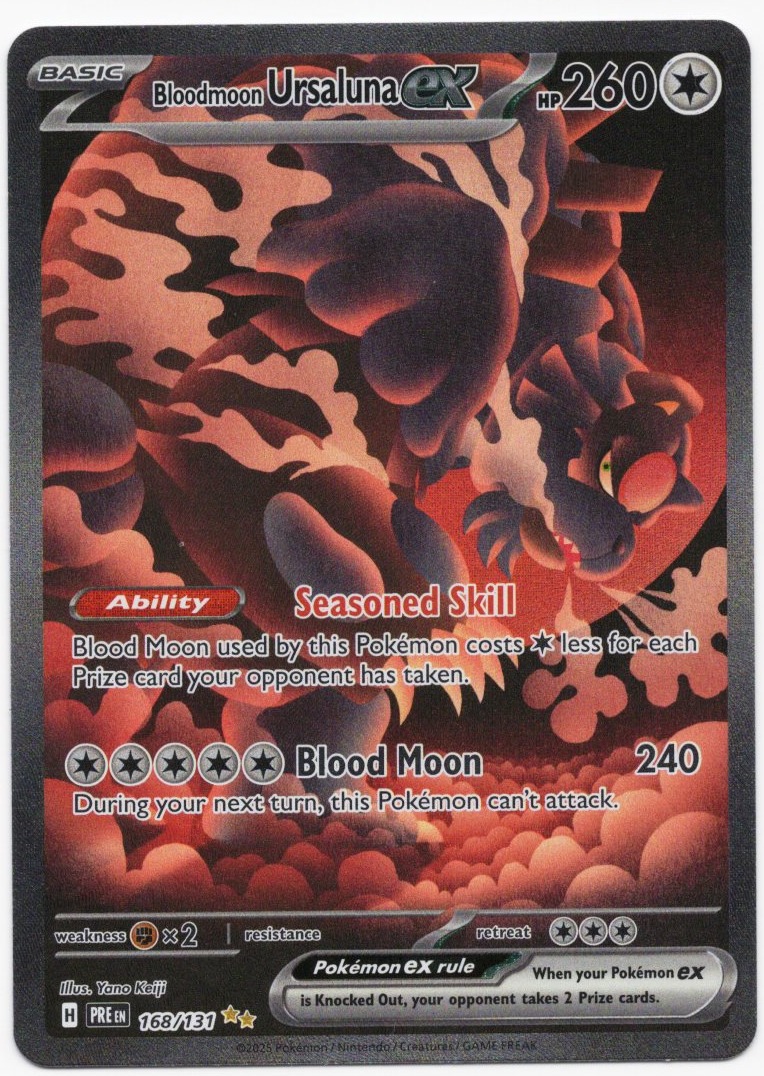 BASIC
Bloodmoon Ursaluna ex HP 260
Ability Seasoned Skill
Blood Moon used by this Pokémon costs less for each
Prize card your opponent has taken.
Blood Moon 240
During your next turn, this Pokémon can't attack.
weakness ×2 resistance retreat
Pokémon ex rule When your Pokémon ex
is Knocked Out, your opponent takes 2 Prize cards.
Illus. Yano Keiji
H PRE EN 168/131
©2025 Pokémon / Nintendo / Creatures / GAME FREAK